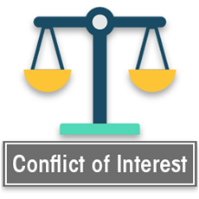 Conflict of Interest